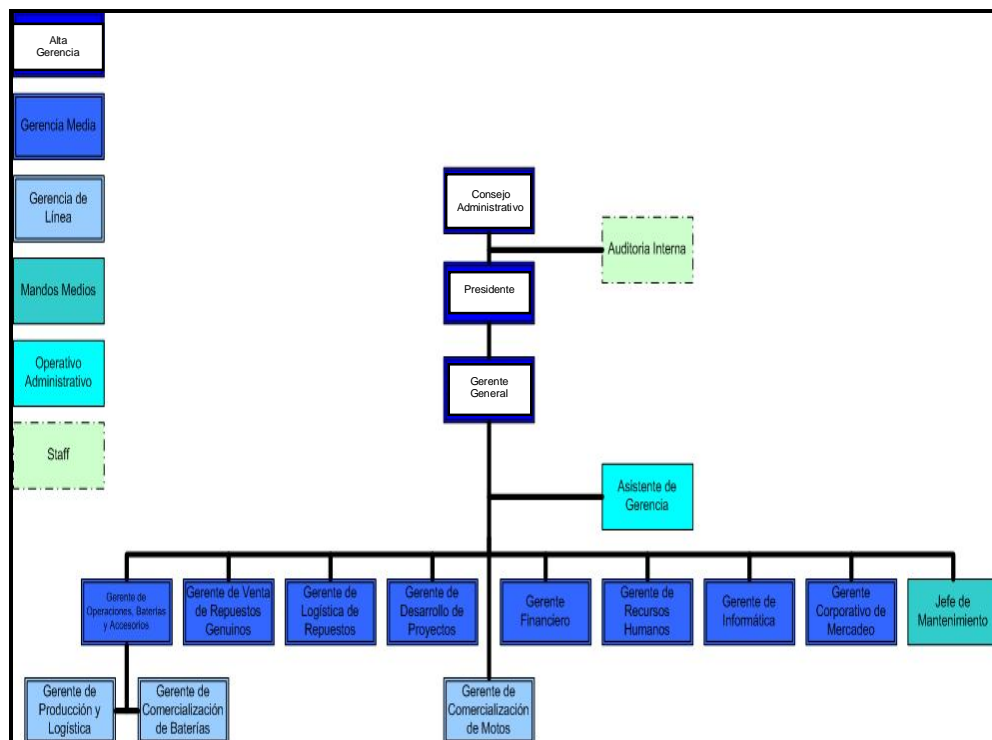 Alta
Gerencia
Gerencia Media
Gerencia de
Línea
Mandos Medios
Operativo
Administrativo
Staff
Consejo
Administrativo
Auditoria Interna
Presidente
Gerente
General
Asistente de
Gerencia
Gerente de
Operaciones, Baterías
y Accesorios
Gerente de Venta
de Repuestos
Genuinos
Gerente de
Logística de
Repuestos
Gerente de
Desarrollo de
Proyectos
Gerente
Financiero
Gerente de
Recursos
Humanos
Gerente de
Informática
Gerente
Corporativo de
Mercadeo
Jefe de
Mantenimiento
Gerente de
Producción y
Logística
Gerente de
Comercialización
de Baterías
Gerente de
Comercialización
de Motos